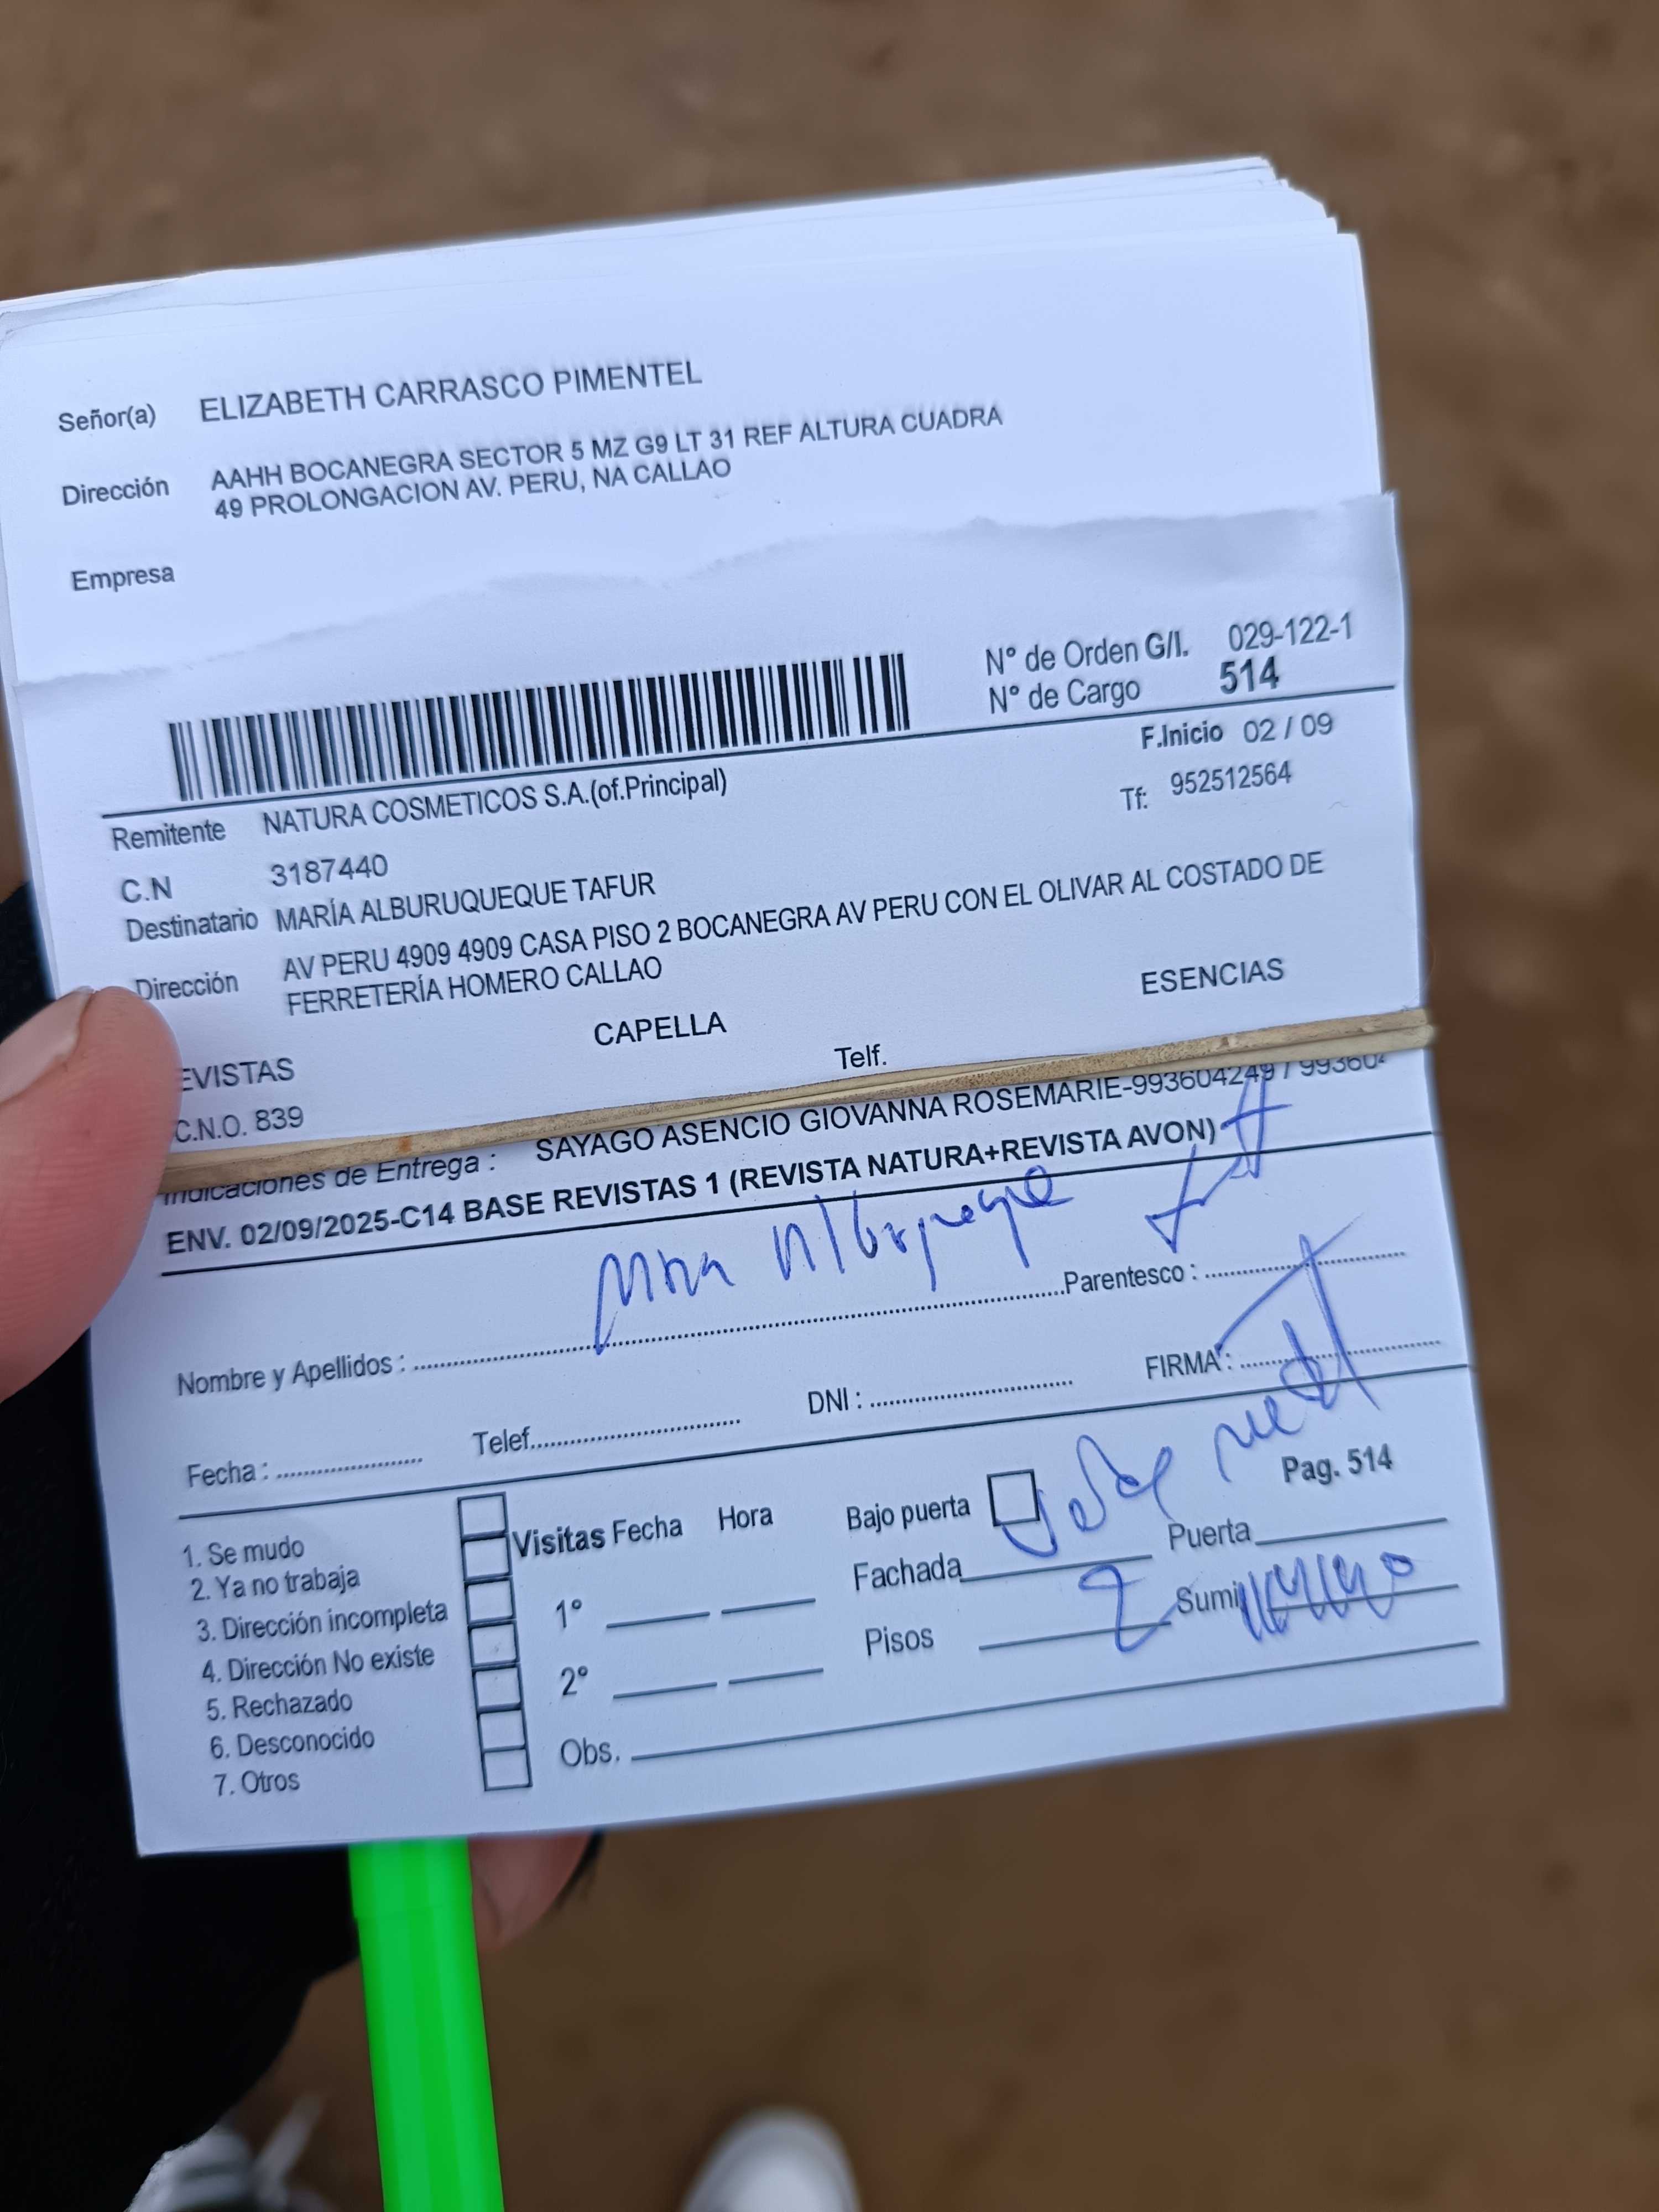 Señor(a) ELIZABETH CARRASCO PIMENTEL
Dirección AAHH BOCANEGRA SECTOR 5 MZ G9 LT 31 REF ALTURA CUADRA
49 PROLONGACION AV. PERU, NA CALLAO
Empresa
N° de Orden G/I. 029-122-1
N° de Cargo 514
F.Inicio 02 / 09
Remitente NATURA COSMETICOS S.A.(of.Principal)
Tf: 952512564
C.N 3187440
Destinatario MARÍA ALBURUQUEQUE TAFUR
Dirección AV PERU 4909 4909 CASA PISO 2 BOCANEGRA AV PERU CON EL OLIVAR AL COSTADO DE
FERRETERÍA HOMERO CALLAO
EVISTAS CAPELLA ESENCIAS
C.N.O. 839 Telf.
Indicaciones de Entrega : SAYAGO ASENCIO GIOVANNA ROSEMARIE-993604249 / 99360
ENV. 02/09/2025-C14 BASE REVISTAS 1 (REVISTA NATURA+REVISTA AVON)
Nombre y Apellidos : Parentesco :
Fecha : Telef. DNI : FIRMA :
Pag. 514
1. Se mudo
2. Ya no trabaja
3. Dirección incompleta
4. Dirección No existe
5. Rechazado
6. Desconocido
7. Otros
Visitas Fecha Hora
1°
2°
Obs.
Bajo puerta
Fachada Puerta
Pisos 2 Sumi